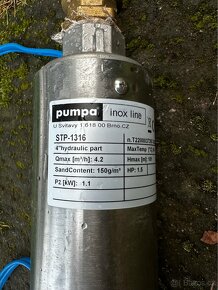 pumpa inox line
U Svitavy 1 618 00 Brno.CZ
STP-1316
4"hydraulic part
Qmax [m³/h]: 4.2
SandContent: 150g/m³
P2 [kW]: 1.1
MaxTemp
Hmax [m]:
HP: 1.5